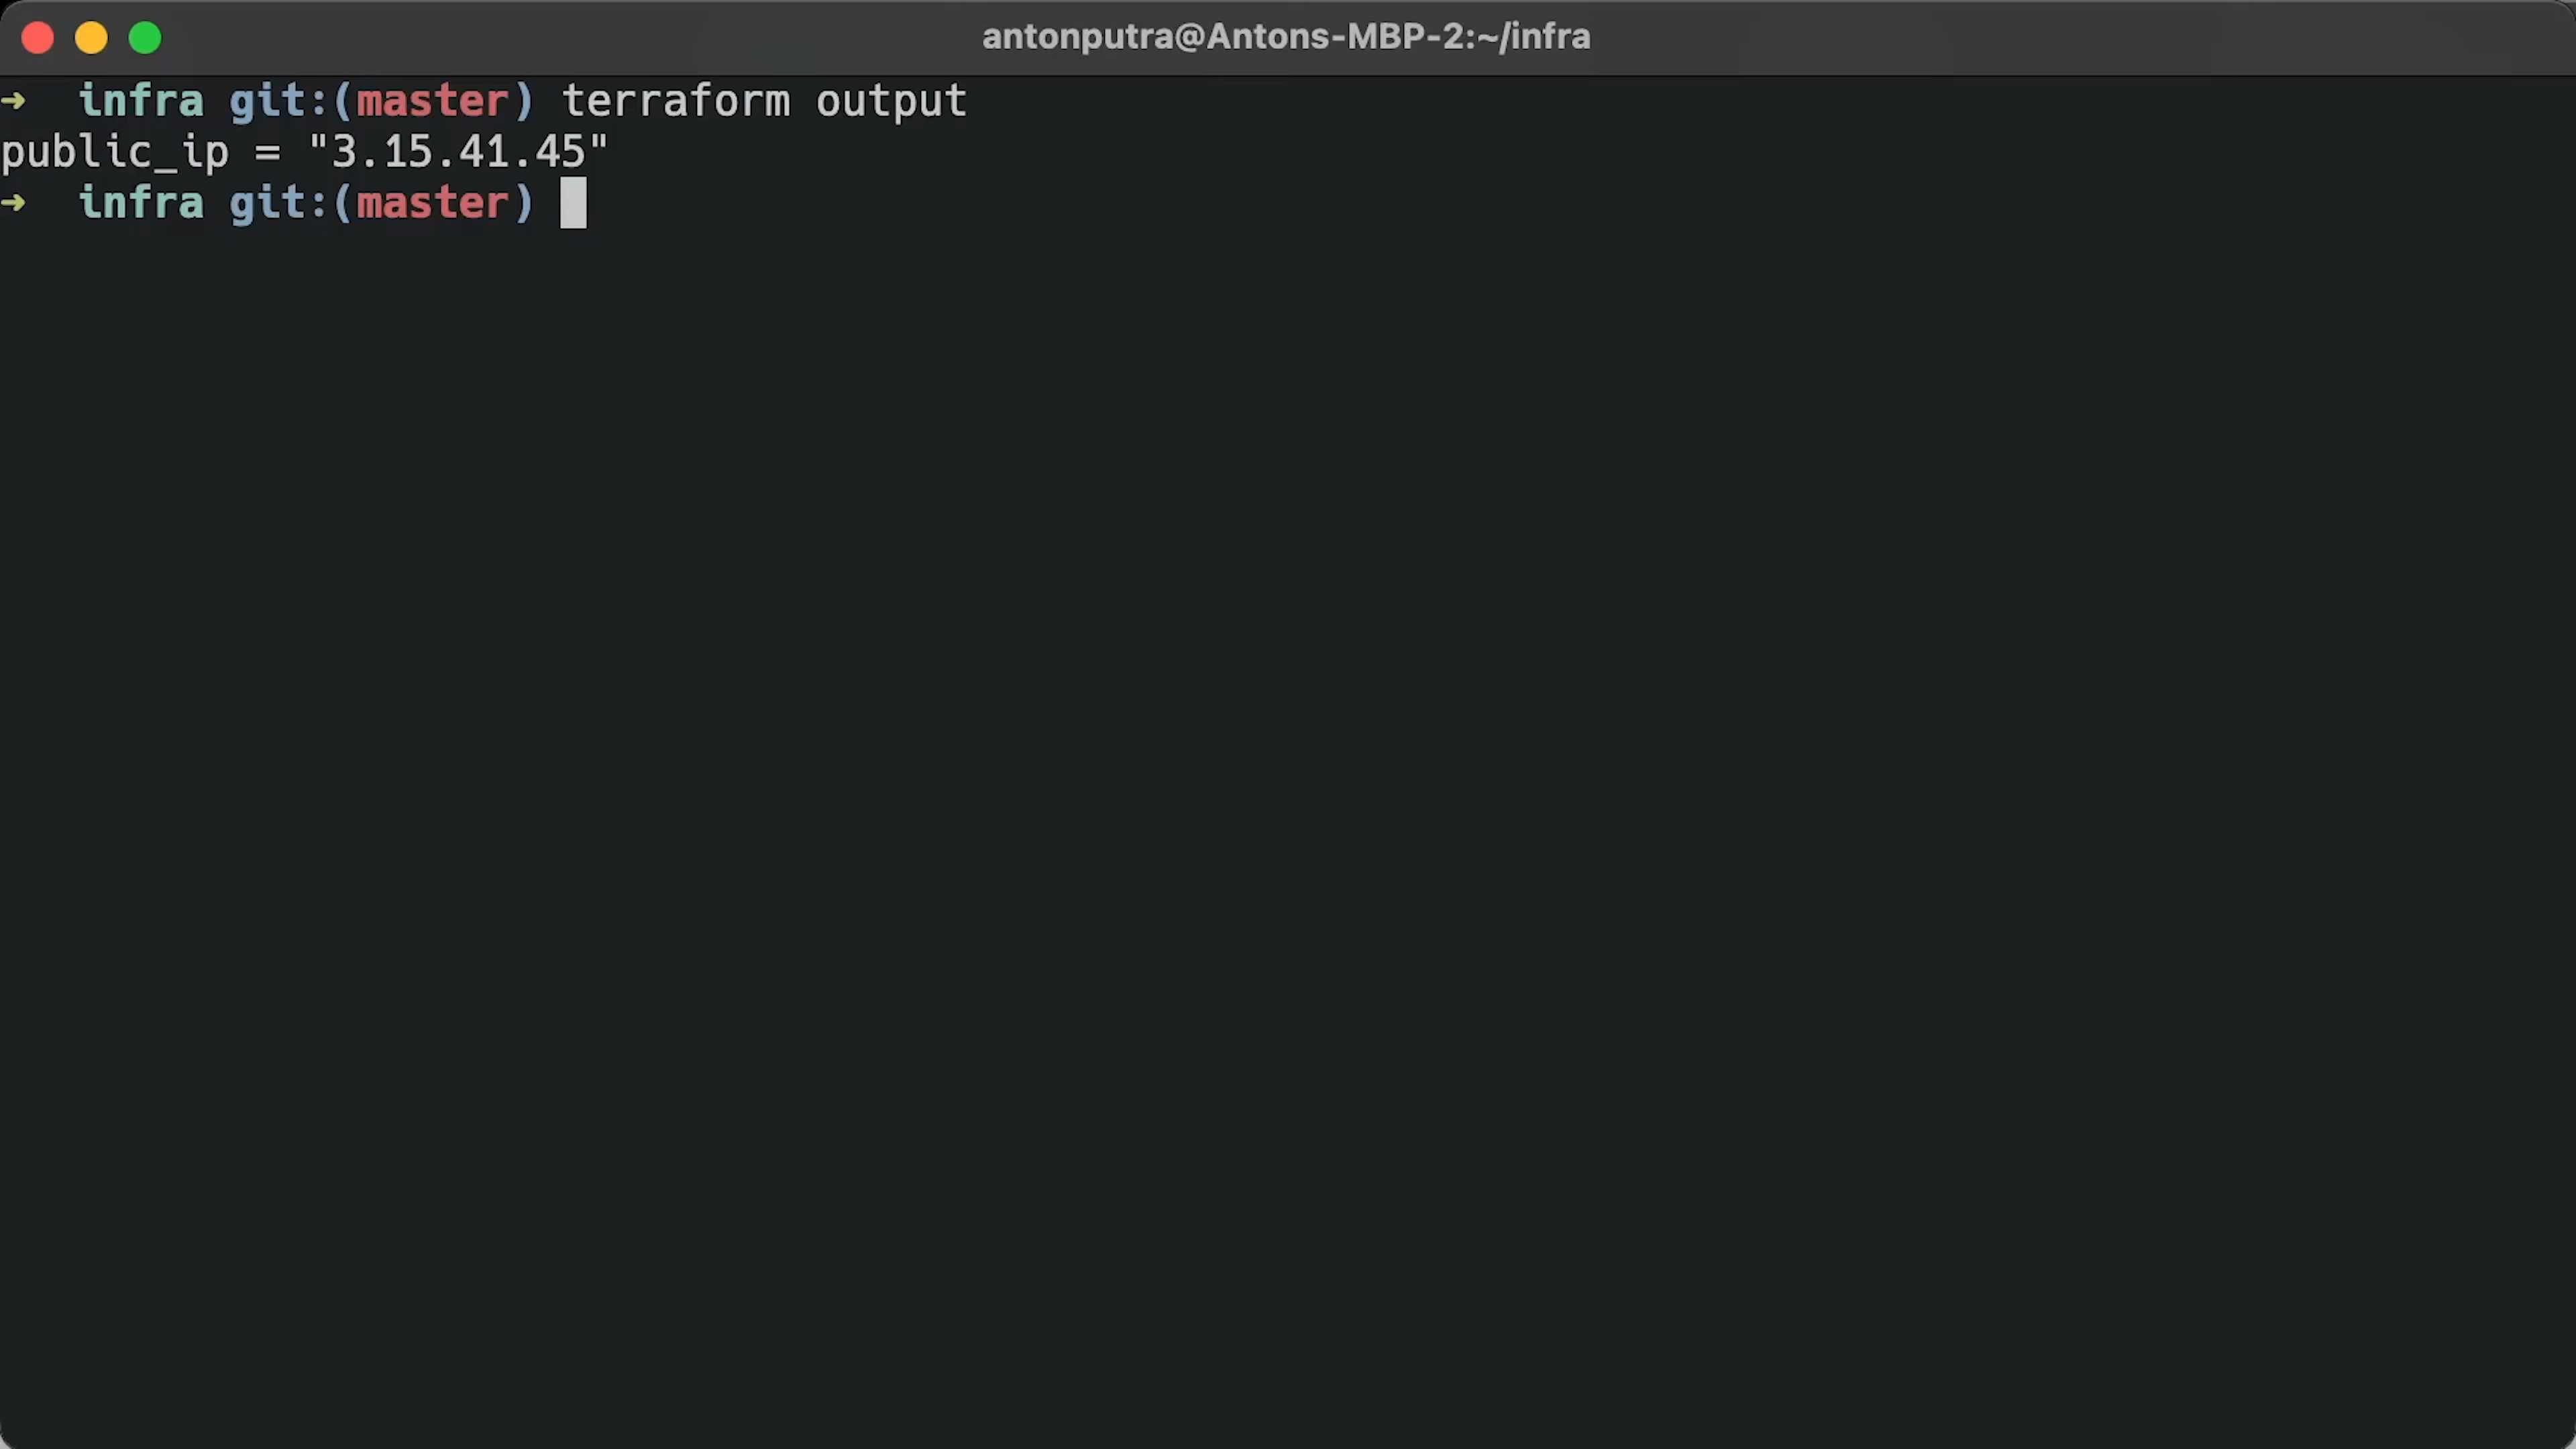 antonputra@Antons-MBP-2:~/infra
➜ infra git:(master) terraform output
public_ip = "3.15.41.45"
➜ infra git:(master)